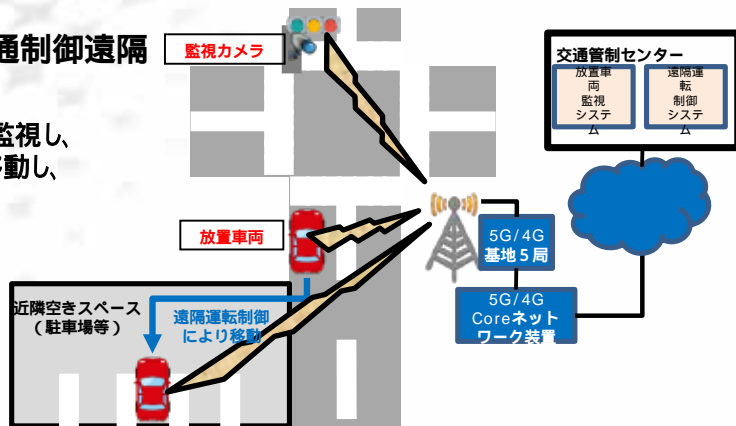 通制御遠隔
監視し、
動し、
監視カメラ
放置車両
近隣空きスペース
（駐車場等）
遠隔運転制御
により移動
5G/4G
基地５局
5G/4G
Coreネット
ワーク装置
交通管制センター
放置車
両
監視
システ
ム
遠隔運
転
制御
システ
ム